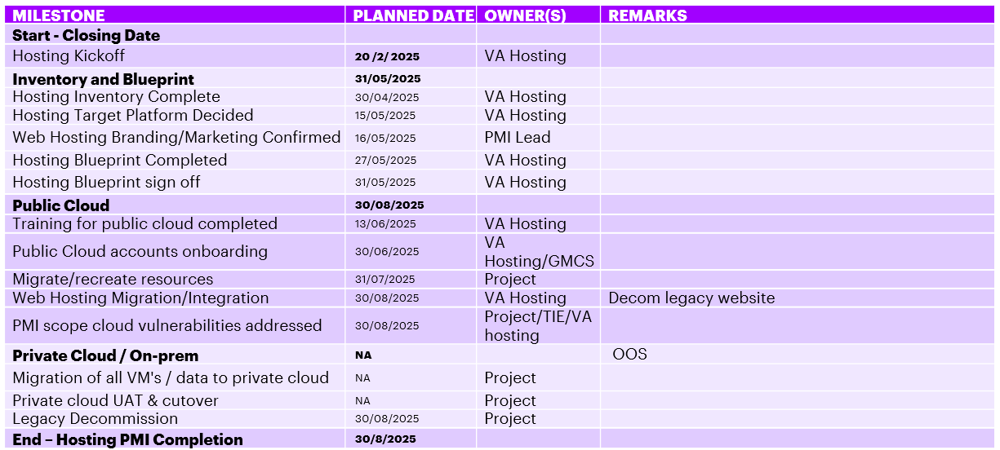 MILESTONE PLANNED DATE OWNER(S) REMARKS
Start - Closing Date
Hosting Kickoff 20 /2/ 2025 VA Hosting
Inventory and Blueprint 31/05/2025
Hosting Inventory Complete 30/04/2025 VA Hosting
Hosting Target Platform Decided 15/05/2025 VA Hosting
Web Hosting Branding/Marketing Confirmed 16/05/2025 PMI Lead
Hosting Blueprint Completed 27/05/2025 VA Hosting
Hosting Blueprint sign off 31/05/2025 VA Hosting
Public Cloud 30/08/2025
Training for public cloud completed 13/06/2025 VA Hosting
Public Cloud accounts onboarding 30/06/2025 VA
Hosting/GMCS
Migrate/recreate resources 31/07/2025 Project
Web Hosting Migration/Integration 30/08/2025 VA Hosting Decom legacy website
PMI scope cloud vulnerabilities addressed 30/08/2025 Project/TIE/VA
hosting
Private Cloud / On-prem NA OOS
Migration of all VM's / data to private cloud NA Project
Private cloud UAT & cutover NA Project
Legacy Decommission 30/08/2025 Project
End – Hosting PMI Completion 30/8/2025